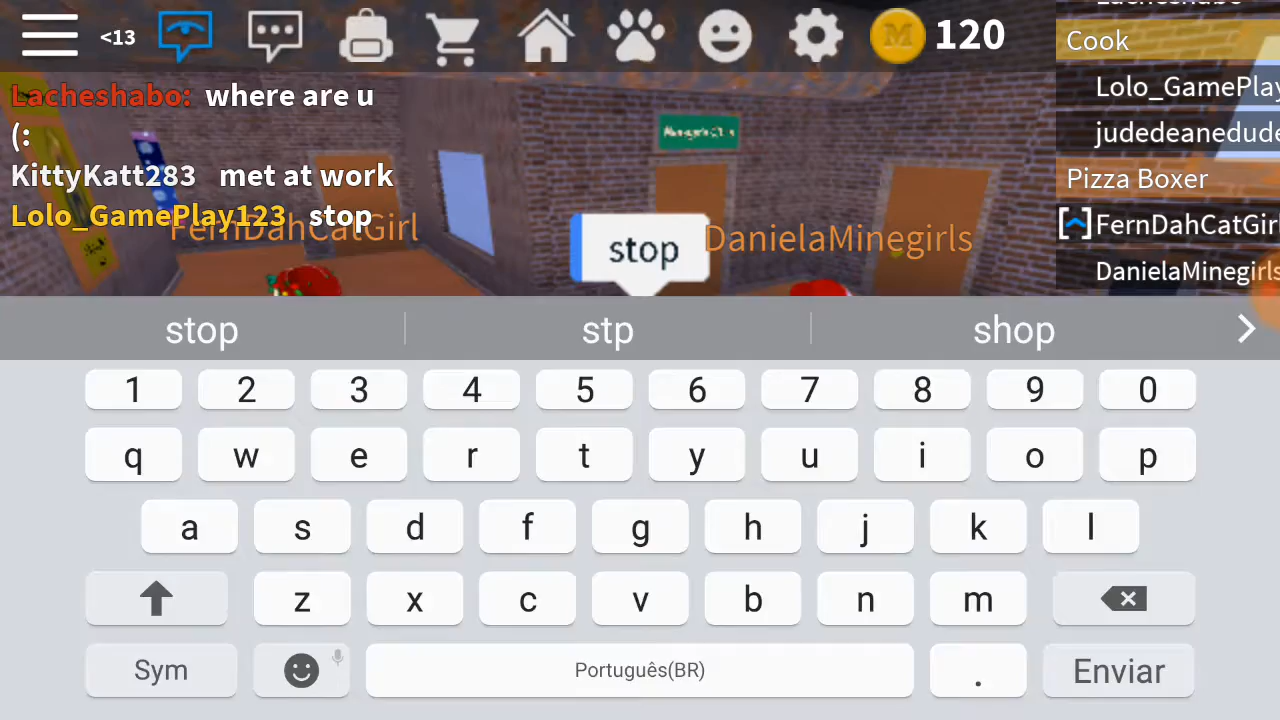 <13
120
Lacheshabo: where are u
(:
KittyKatt283 met at work
Lolo_GamePlay123 stop
FernDahCatGirl
stop
DanielaMinegirls
Cook
Lolo_GamePlay
judedeanedude
Pizza Boxer
FernDahCatGirl
DanielaMinegirls
stop stp shop
1 2 3 4 5 6 7 8 9 0
q w e r t y u i o p
a s d f g h j k l
z x c v b n m
Sym Português(BR) . Enviar